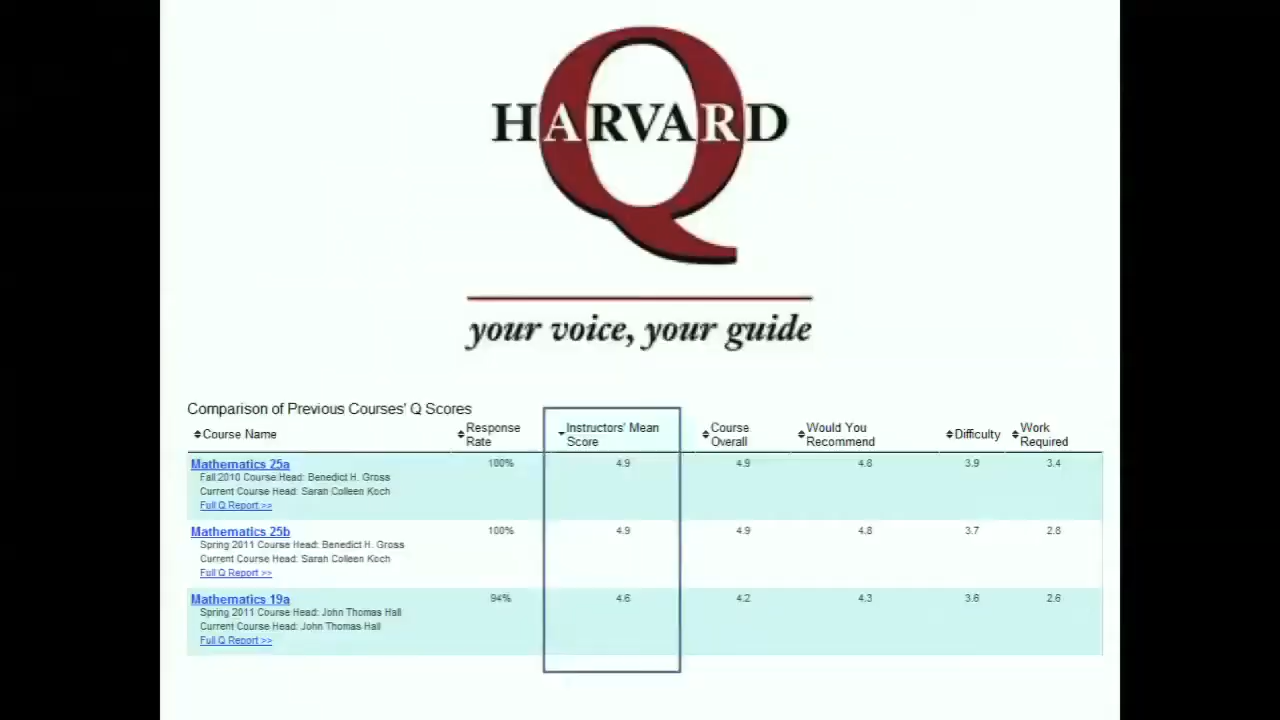 HARVARD
your voice, your guide
Comparison of Previous Courses' Q Scores
Course Name Response Rate Instructors' Mean Score Course Overall Would You Recommend Difficulty Work Required
Mathematics 25a 100% 4.9 4.9 4.8 3.9 3.4
Fall 2010 Course Head: Benedict H. Gross
Current Course Head: Sarah Colleen Koch
Full Q Report >>
Mathematics 25b 100% 4.9 4.9 4.8 3.7 2.8
Spring 2011 Course Head: Benedict H. Gross
Current Course Head: Sarah Colleen Koch
Full Q Report >>
Mathematics 19a 94% 4.6 4.2 4.3 3.6 2.6
Spring 2011 Course Head: John Thomas Hall
Current Course Head: John Thomas Hall
Full Q Report >>